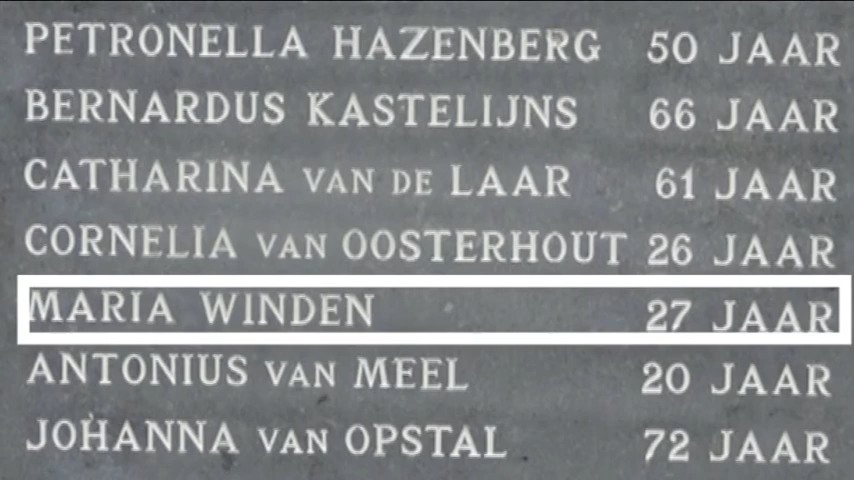 PETRONELLA HAZENBERG 50 JAAR
BERNARDUS KASTELIJNS 66 JAAR
CATHARINA VAN DE LAAR 61 JAAR
CORNELIA VAN OOSTERHOUT 26 JAAR
MARIA WINDEN 27 JAAR
ANTONIUS VAN MEEL 20 JAAR
JOHANNA VAN OPSTAL 72 JAAR